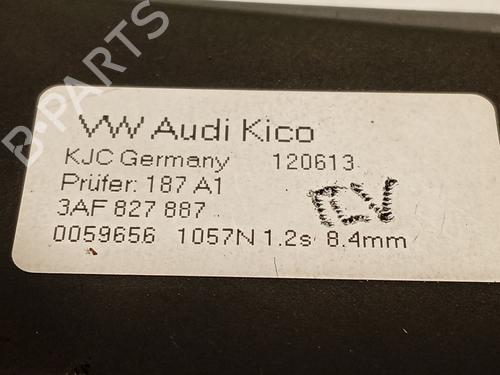 B-PARTS
VW Audi Kico
KJC Germany 120613
Prüfer: 187 A1
3AF 827 887
0059656 1057N 1.2s 8.4mm